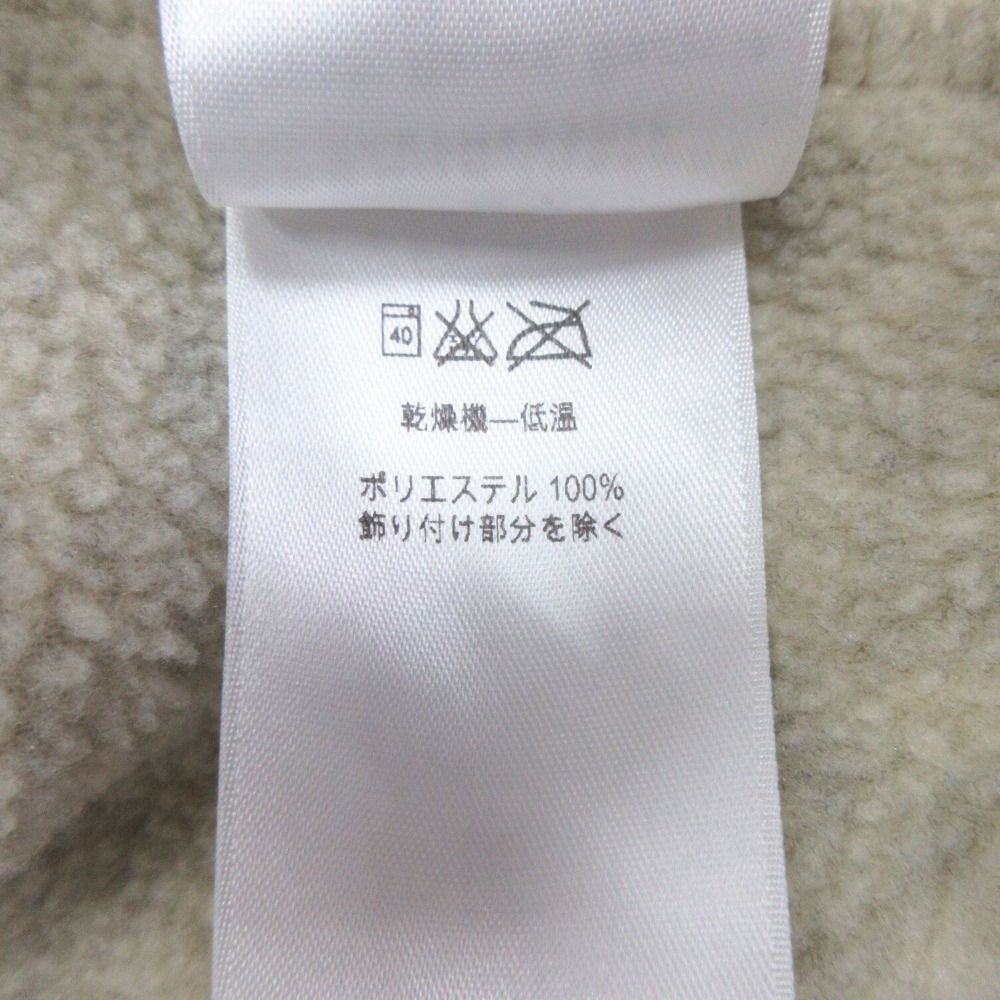 40
乾燥機—低温
ポリエステル 100%
飾り付け部分を除く